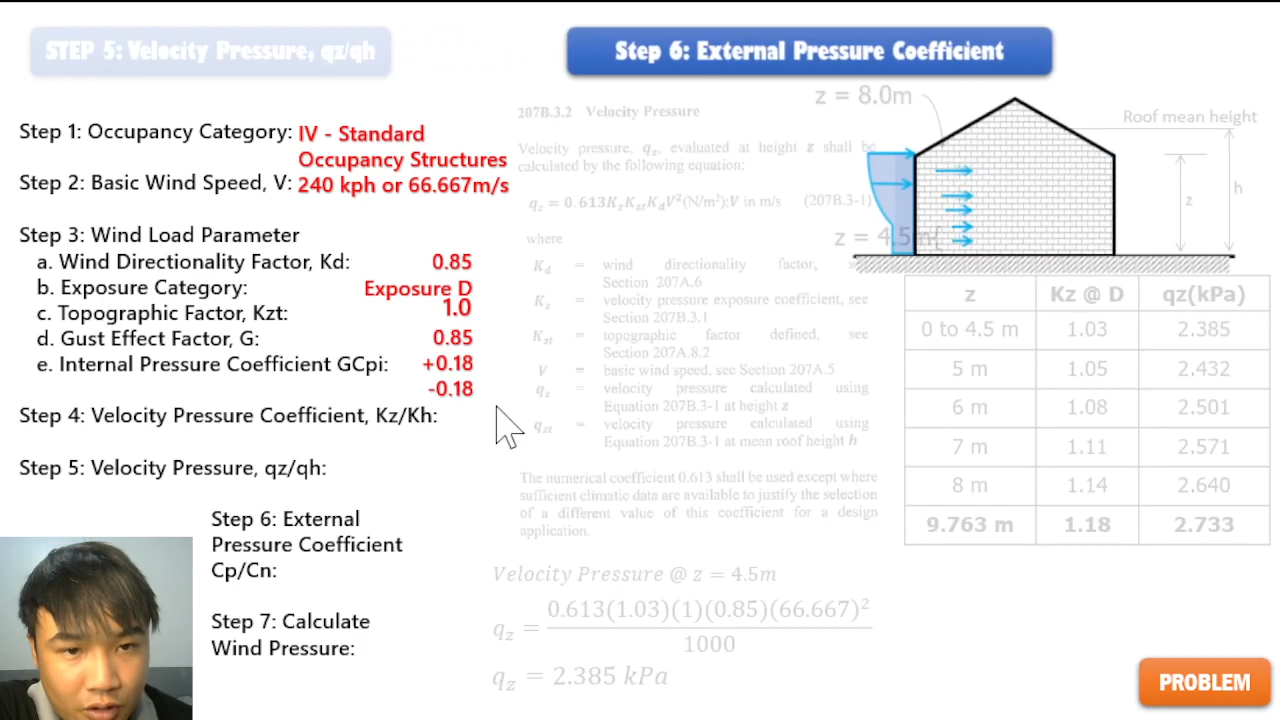 STEP 5: Velocity Pressure, qz/qh
Step 6: External Pressure Coefficient
Step 1: Occupancy Category: IV - Standard
Occupancy Structures
Step 2: Basic Wind Speed, V: 240 kph or 66.667m/s
Step 3: Wind Load Parameter
a. Wind Directionality Factor, Kd: 0.85
b. Exposure Category: Exposure D
c. Topographic Factor, Kzt: 1.0
d. Gust Effect Factor, G: 0.85
e. Internal Pressure Coefficient GCpi: +0.18
-0.18
Step 4: Velocity Pressure Coefficient, Kz/Kh:
Step 5: Velocity Pressure, qz/qh:
Step 6: External
Pressure Coefficient
Cp/Cn:
Step 7: Calculate
Wind Pressure:
207B.3.2 Velocity Pressure
Velocity pressure, qz, evaluated at height z shall be
calculated by the following equation:
qz = 0.613KzKztKdV²(N/m²); V in m/s (207B.3-1)
where
Kd = wind directionality factor,
Section 207A.6
Kz = velocity pressure exposure coefficient, see
Section 207B.3.1
Kzt = topographic factor defined, see
Section 207A.8.2
V = basic wind speed, see Section 207A.5
qz = velocity pressure calculated using
Equation 207B.3-1 at height z
= velocity pressure calculated using
Equation 207B.3-1 at mean roof height h
The numerical coefficient 0.613 shall be used except where
sufficient climatic data are available to justify the selection
of a different value of this coefficient for a design
application.
Velocity Pressure @ z = 4.5m
qz = 0.613(1.03)(1)(0.85)(66.667)²
1000
qz = 2.385 kPa
z = 8.0m
Roof mean height
h
z
z = 4.5m
z Kz @ D qz(kPa)
0 to 4.5 m 1.03 2.385
5 m 1.05 2.432
6 m 1.08 2.501
7 m 1.11 2.571
8 m 1.14 2.640
9.763 m 1.18 2.733
PROBLEM